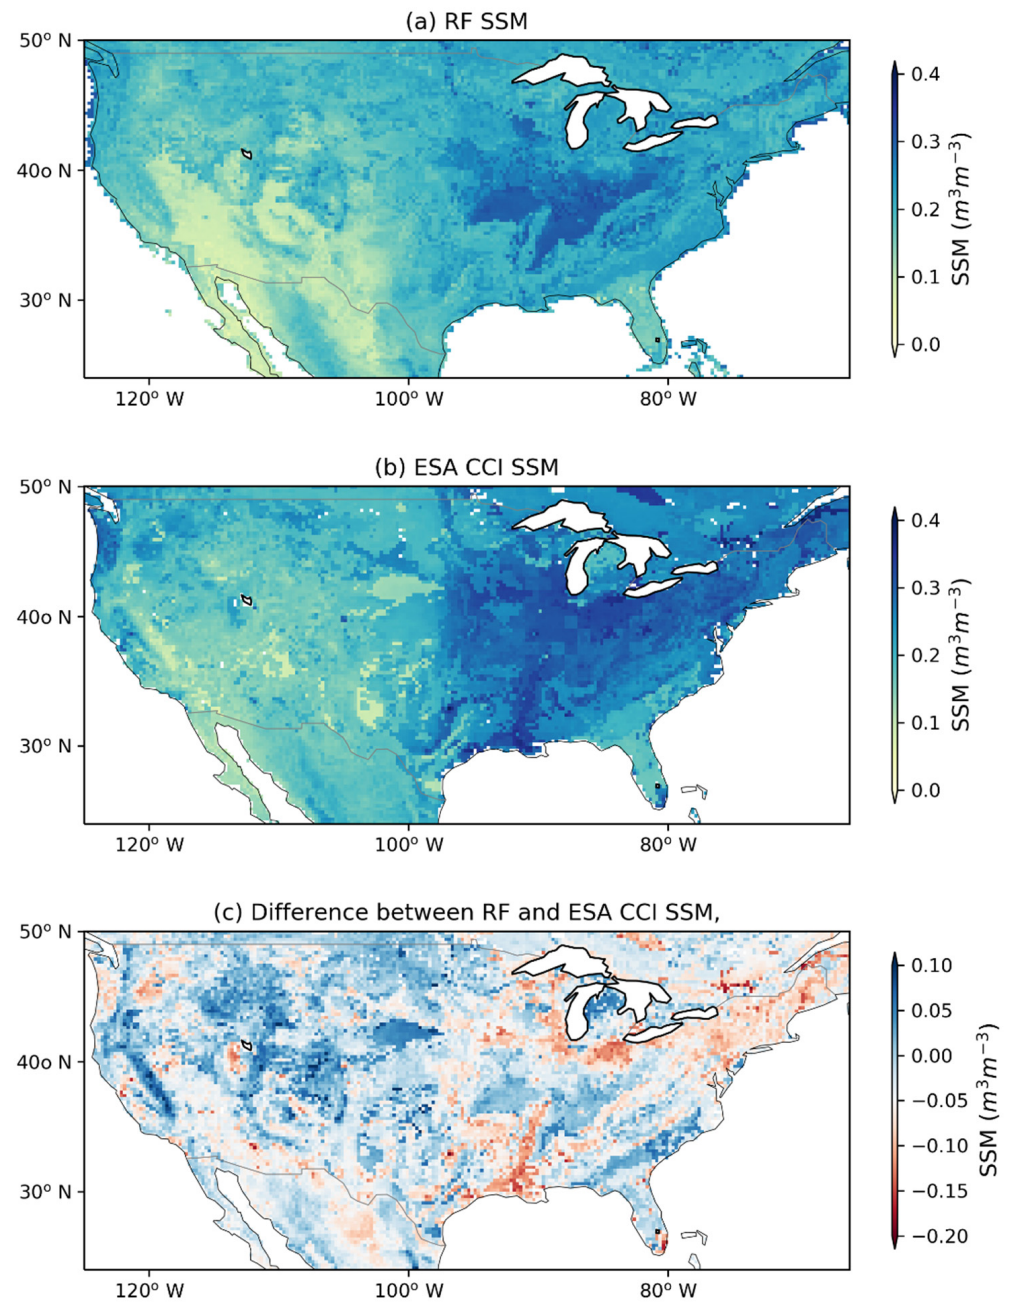 (a) RF SSM
50° N
40o N
30° N
120° W
100° W
80° W
0.4
0.3
0.2
0.1
0.0
SSM (m³m⁻³)
(b) ESA CCI SSM
50° N
40o N
30° N
120° W
100° W
80° W
0.4
0.3
0.2
0.1
0.0
SSM (m³m⁻³)
(c) Difference between RF and ESA CCI SSM,
50° N
40o N
30° N
120° W
100° W
80° W
0.10
0.05
0.00
−0.05
−0.10
−0.15
−0.20
SSM (m³m⁻³)